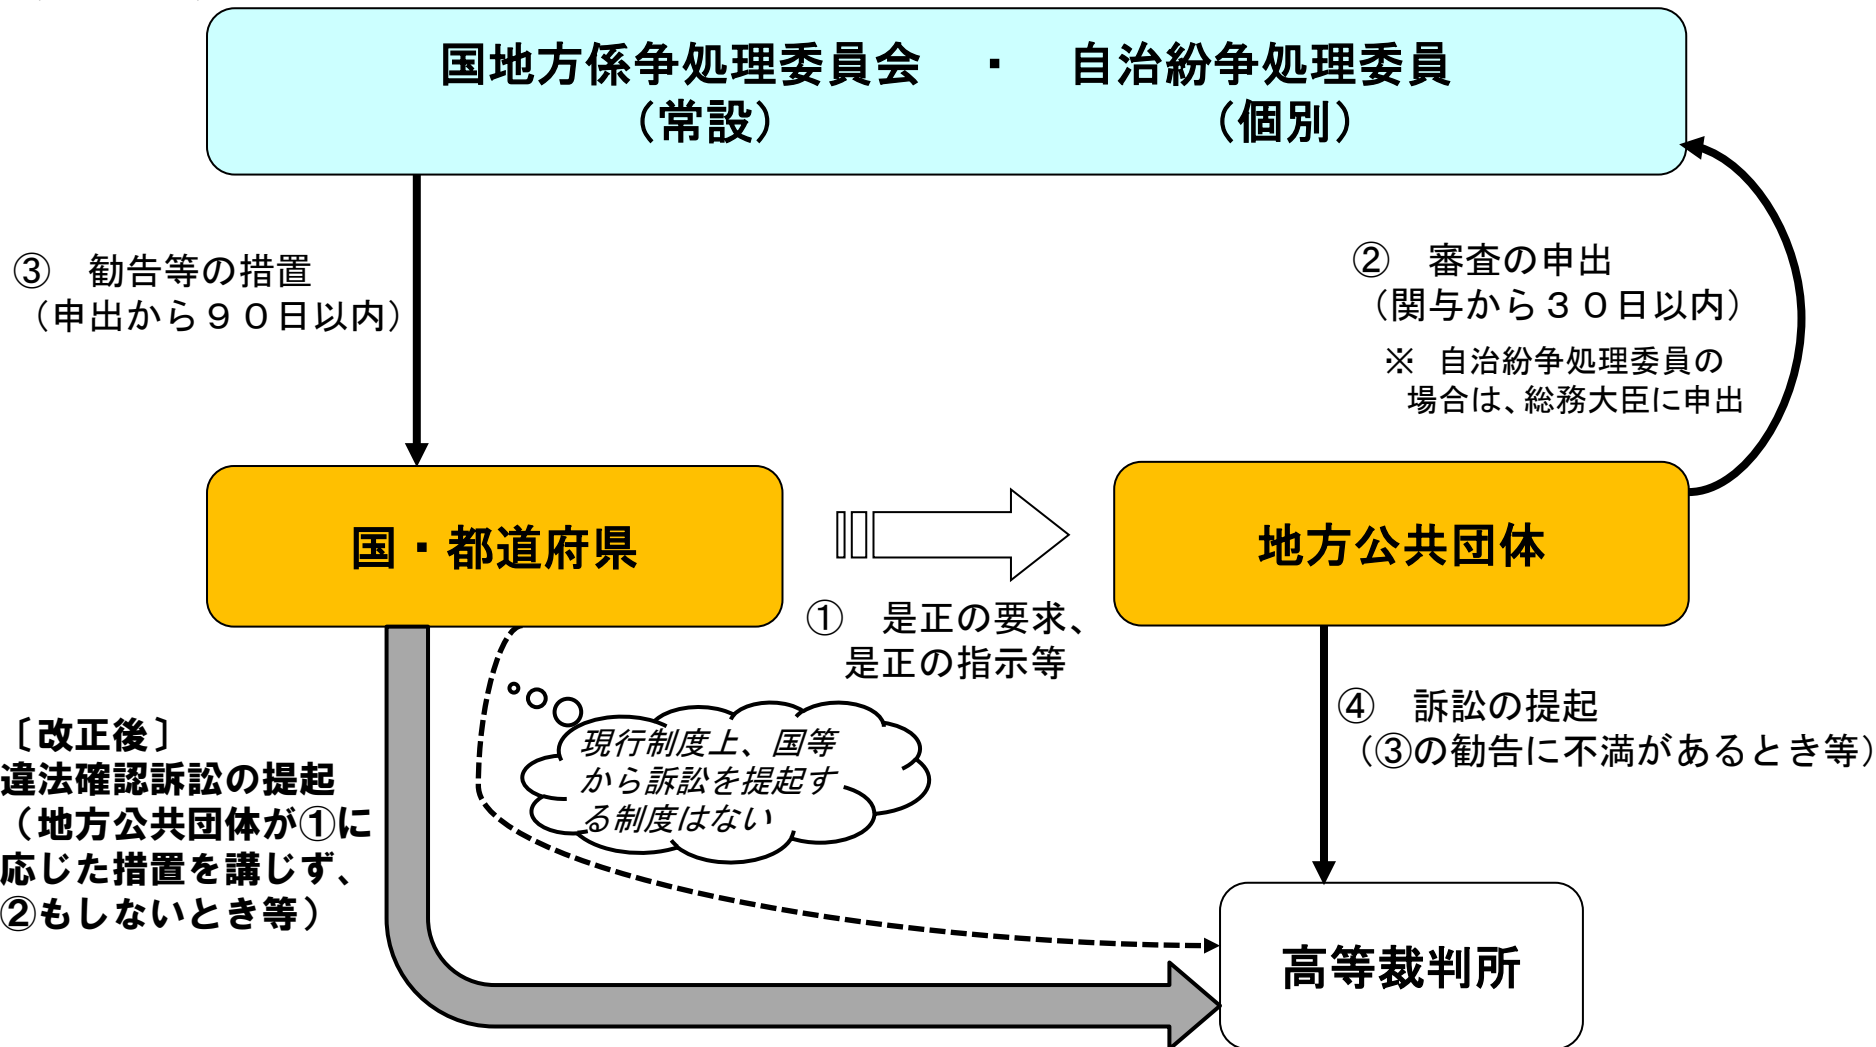 国地方係争処理委員会　・　自治紛争処理委員
（常設）　（個別）
③　勧告等の措置
（申出から９０日以内）
②　審査の申出
（関与から３０日以内）
※　自治紛争処理委員の
場合は、総務大臣に申出
国・都道府県
地方公共団体
①　是正の要求、
是正の指示等
現行制度上、国等
から訴訟を提起す
る制度はない
④　訴訟の提起
（③の勧告に不満があるとき等）
〔改正後〕
違法確認訴訟の提起
（地方公共団体が①に
応じた措置を講じず、
②もしないとき等）
高等裁判所